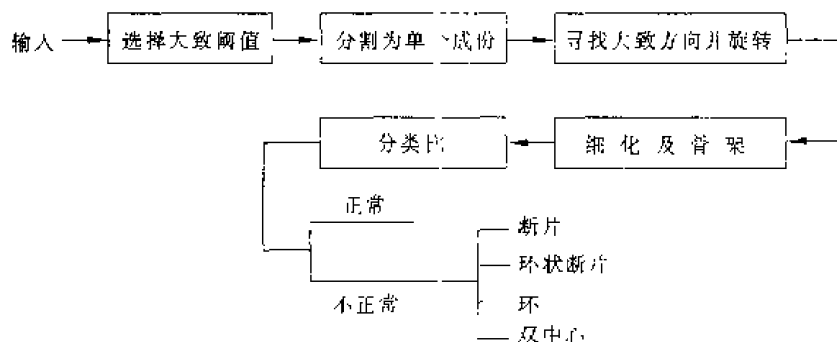 输入
选择大致阈值
分割为单个成份
寻找大致方向并旋转
分类比
细化及骨架
正常
断片
环状断片
不正常
环
双中心